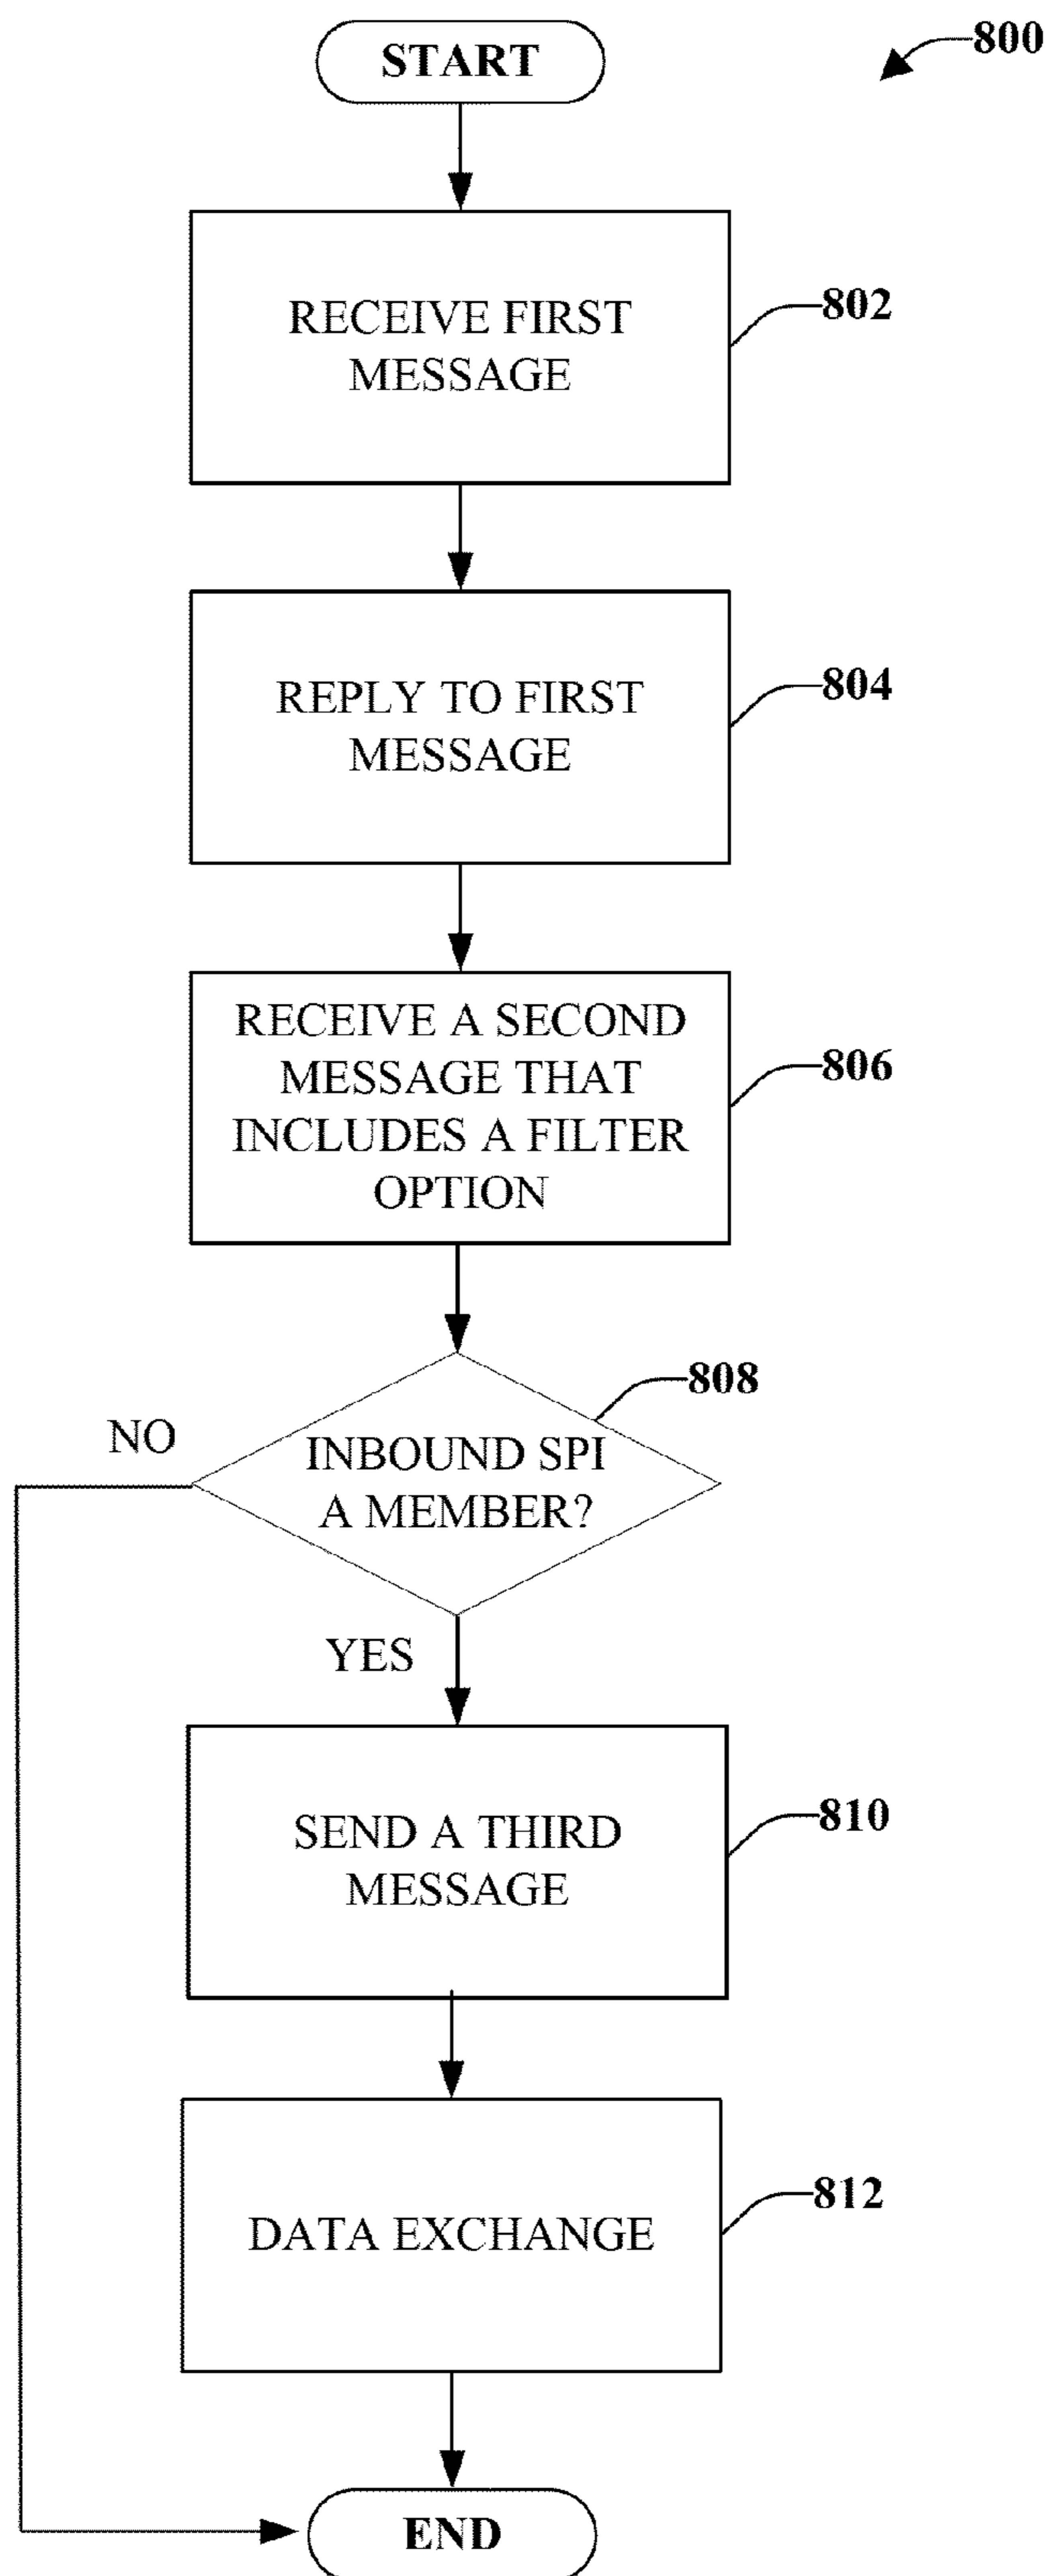 START
800
RECEIVE FIRST
MESSAGE
802
REPLY TO FIRST
MESSAGE
804
RECEIVE A SECOND
MESSAGE THAT
INCLUDES A FILTER
OPTION
806
808
NO
INBOUND SPI
A MEMBER?
YES
SEND A THIRD
MESSAGE
810
DATA EXCHANGE
812
END